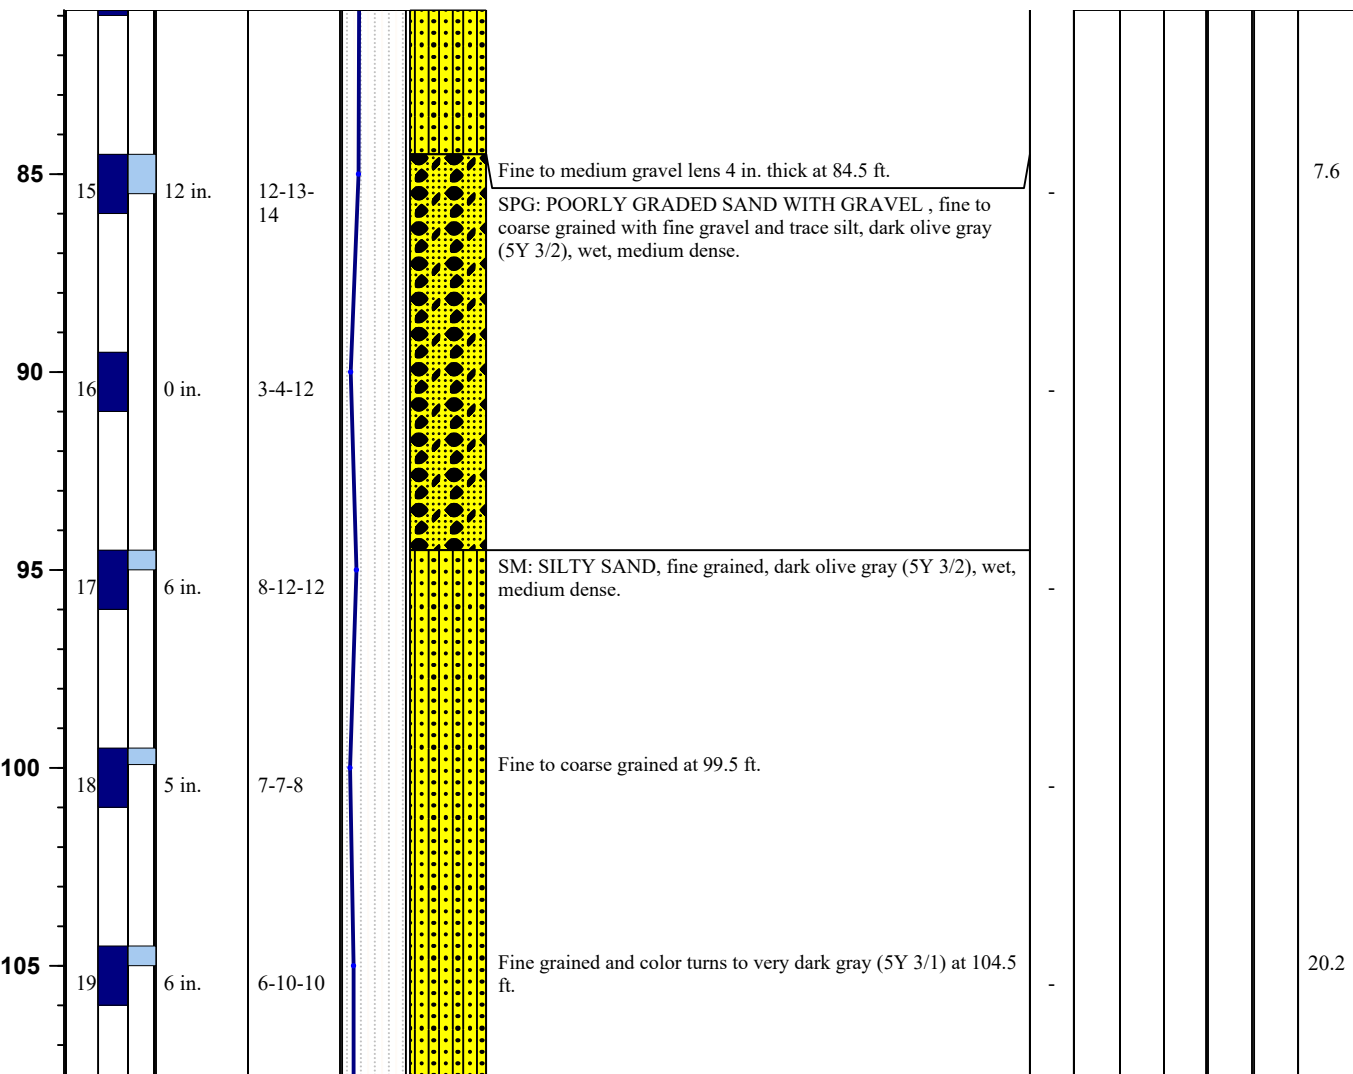 Fine to medium gravel lens 4 in. thick at 84.5 ft.
85
7.6
15
12 in.
12-13-
14
-
SPG: POORLY GRADED SAND WITH GRAVEL , fine to
coarse grained with fine gravel and trace silt, dark olive gray
(5Y 3/2), wet, medium dense.
90
16
0 in.
3-4-12
-
95
SM: SILTY SAND, fine grained, dark olive gray (5Y 3/2), wet,
medium dense.
17
6 in.
8-12-12
-
100
Fine to coarse grained at 99.5 ft.
18
5 in.
7-7-8
-
105
Fine grained and color turns to very dark gray (5Y 3/1) at 104.5
ft.
20.2
19
6 in.
6-10-10
-